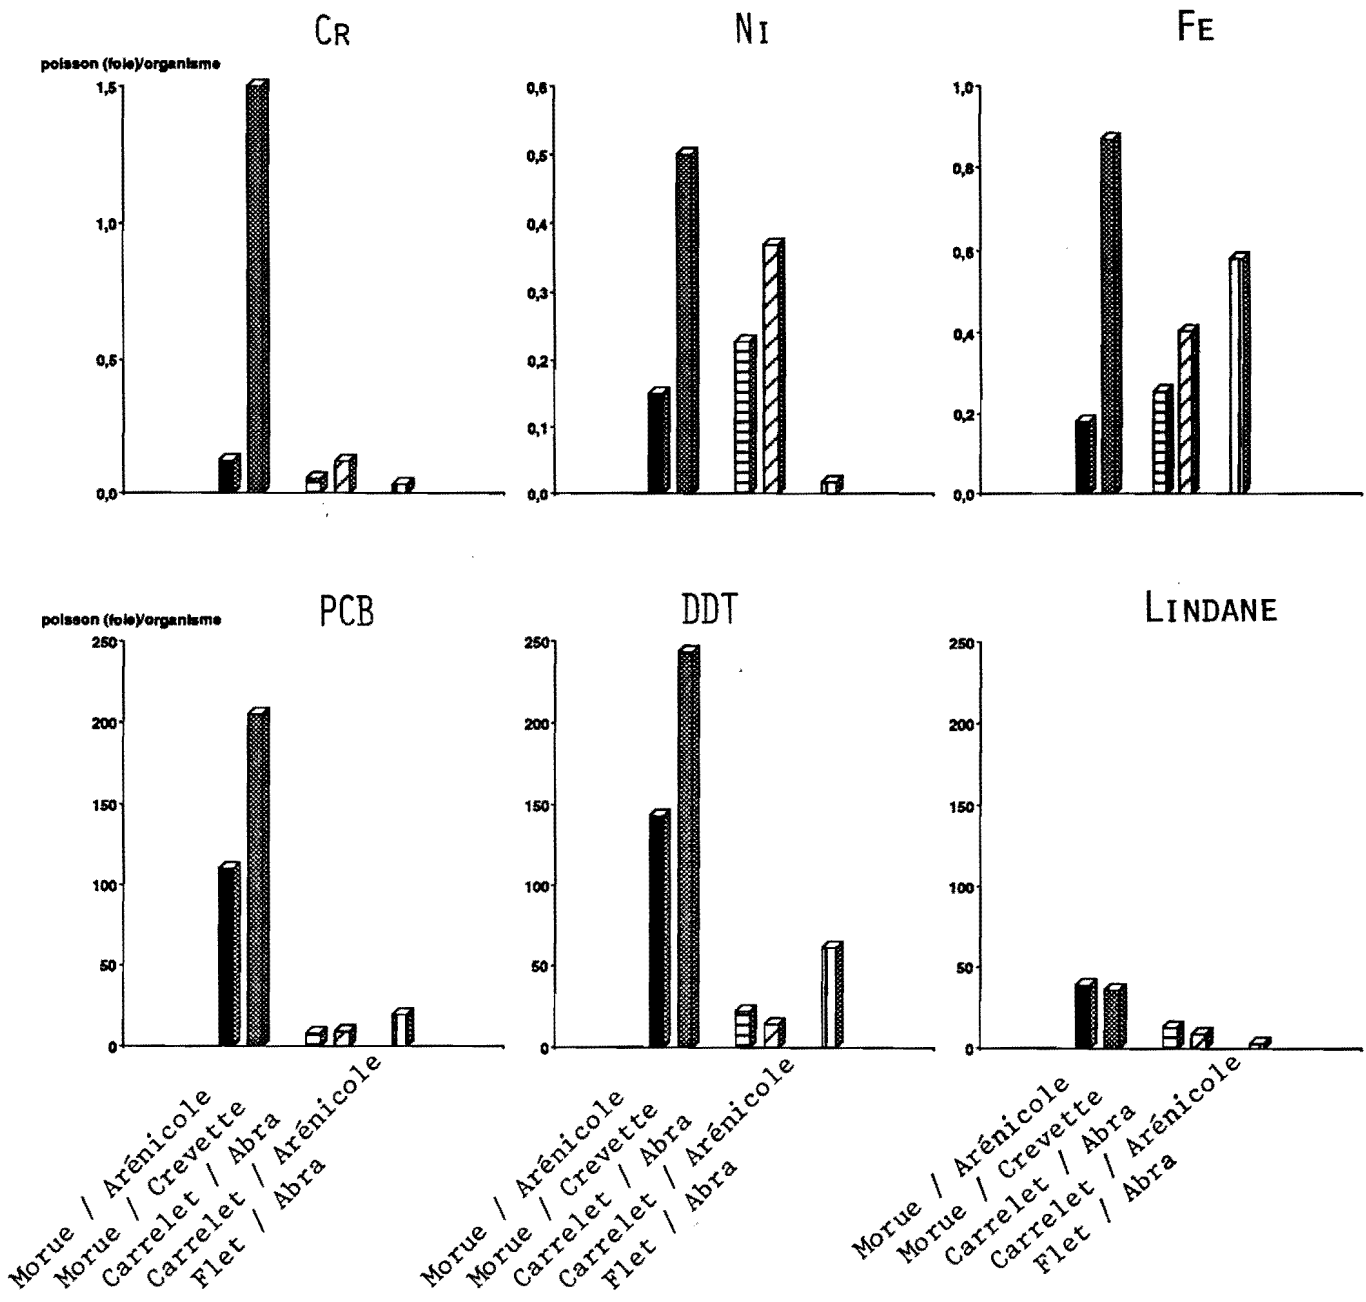 CR
NI
FE
poisson (foie)/organisme
1,5
1,0
0,5
0,0
0,6
0,5
0,4
0,3
0,2
0,1
0,0
1,0
0,8
0,6
0,4
0,2
0,0
PCB
DDT
LINDANE
poisson (foie)/organisme
250
200
150
100
50
0
250
200
150
100
50
0
250
200
150
100
50
0
Morue / Arénicole
Morue / Crevette
Carrelet / Abra
Carrelet / Arénicole
Flet / Abra
Morue / Arénicole
Morue / Crevette
Carrelet / Abra
Carrelet / Arénicole
Flet / Abra
Morue / Arénicole
Morue / Crevette
Carrelet / Abra
Carrelet / Arénicole
Flet / Abra